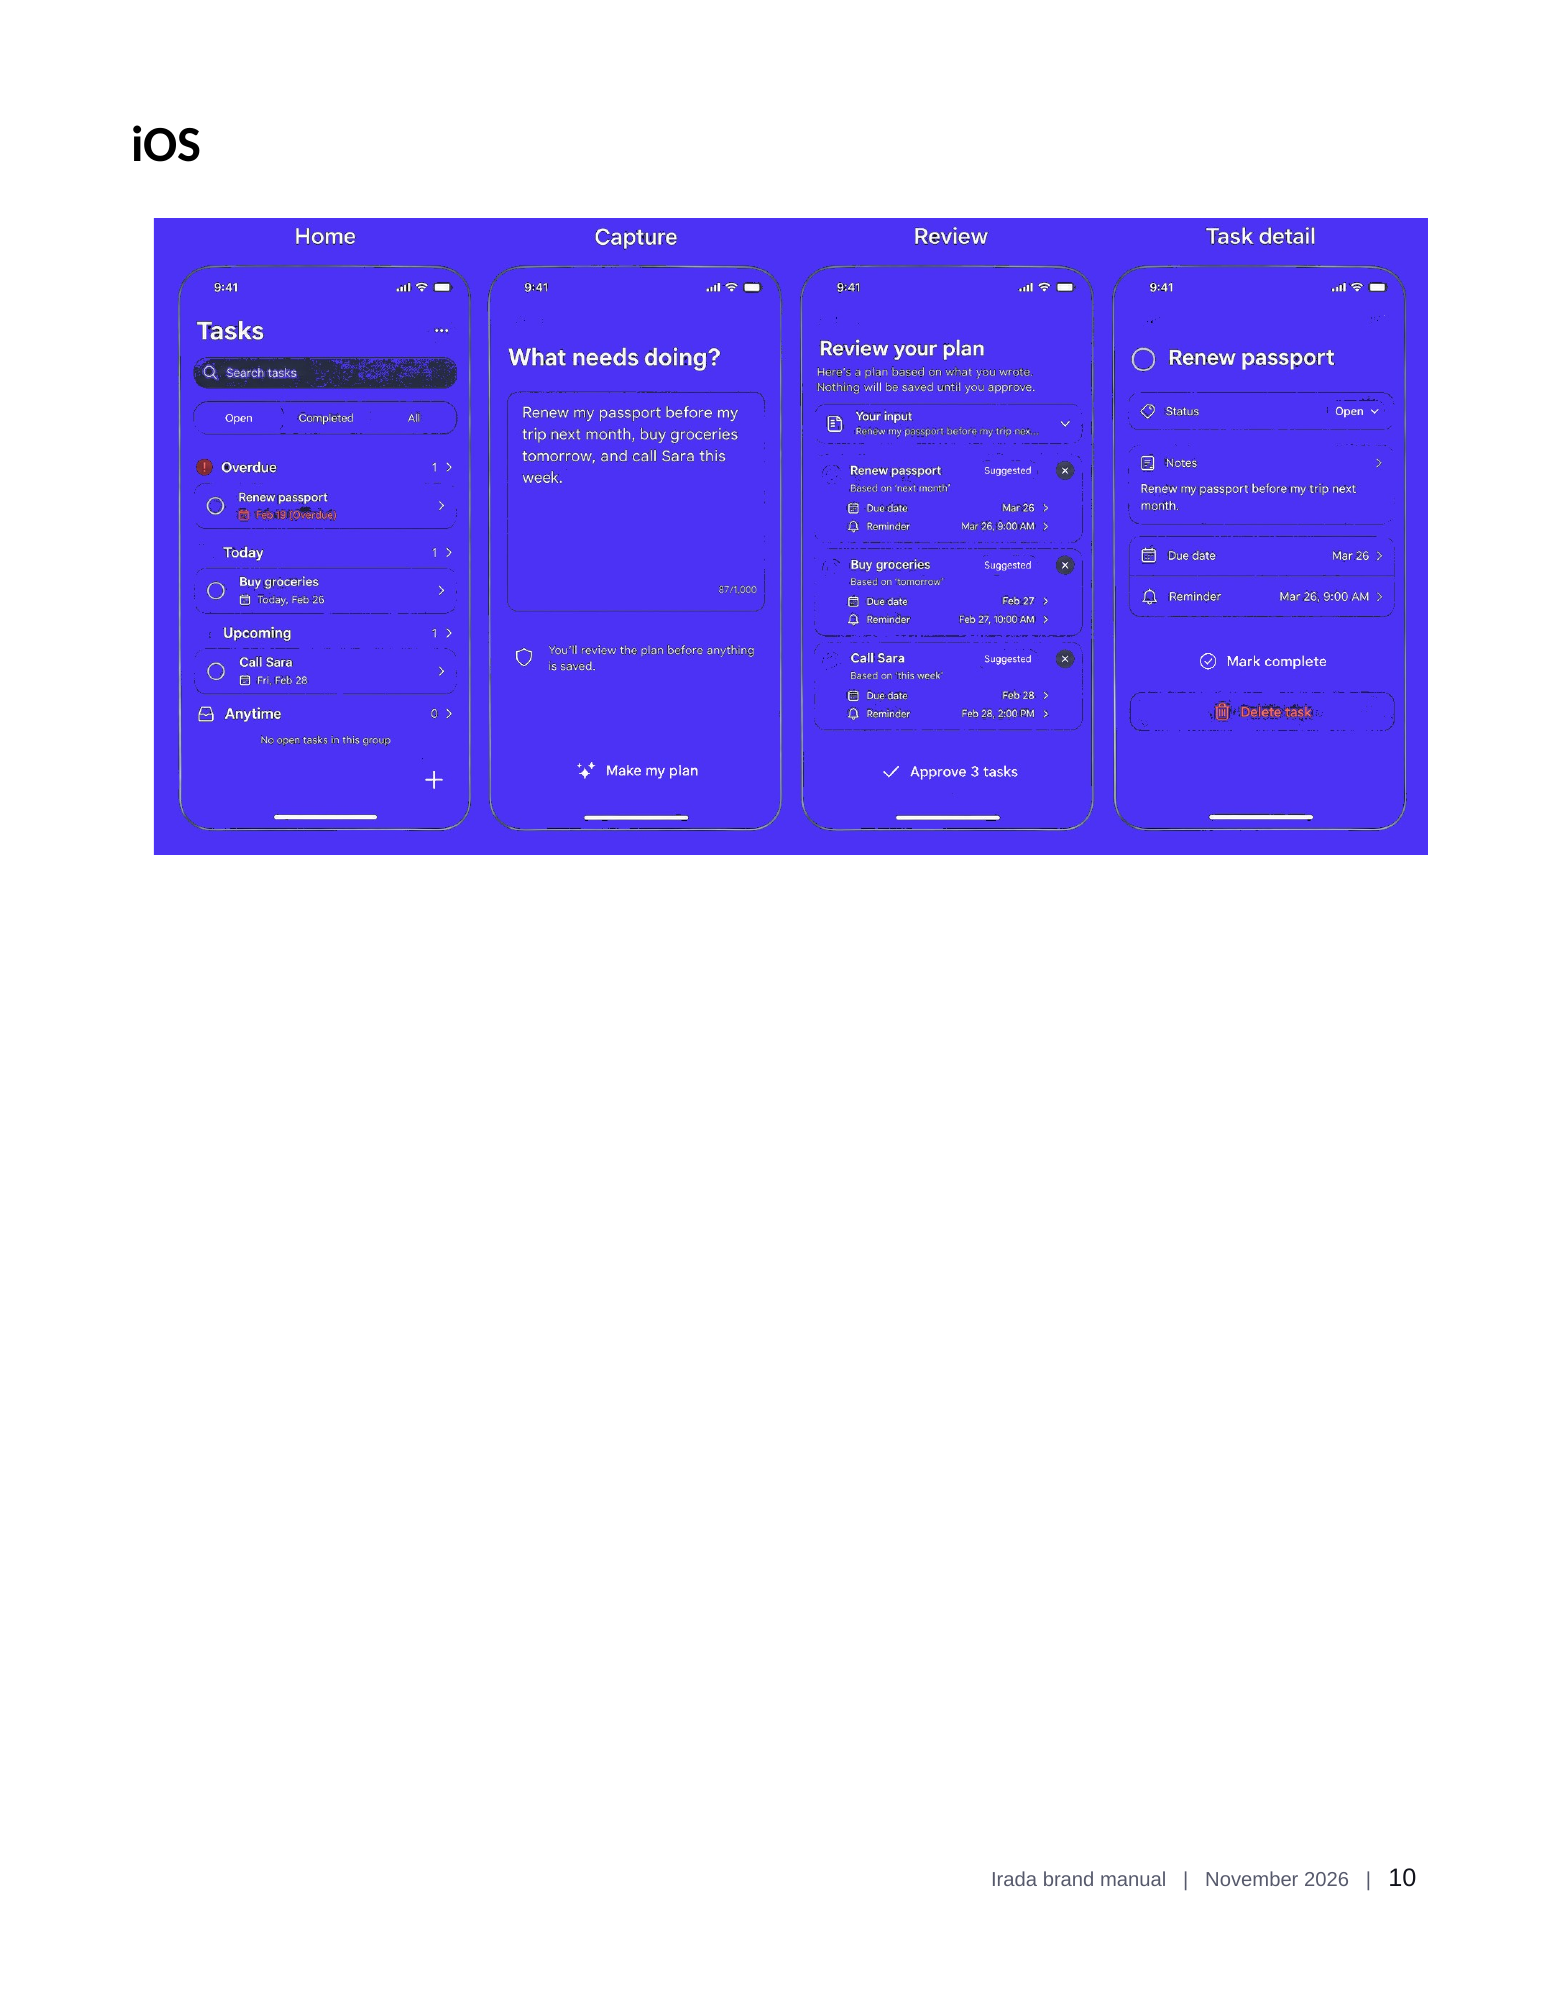 iOS
Home
9:41
Tasks
Search tasks
Open Completed All
Overdue 1
Renew passport
Feb 19 (Overdue)
Today 1
Buy groceries
Today, Feb 26
Upcoming 1
Call Sara
Fri, Feb 28
Anytime 0
No open tasks in this group
Capture
9:41
What needs doing?
Renew my passport before my
trip next month, buy groceries
tomorrow, and call Sara this
week.
87/1,000
You'll review the plan before anything
is saved.
Make my plan
Review
9:41
Review your plan
Here's a plan based on what you wrote.
Nothing will be saved until you approve.
Your input
Renew my passport before my trip nex...
Renew passport Suggested
Based on 'next month'
Due date Mar 26
Reminder Mar 26, 9:00 AM
Buy groceries Suggested
Based on 'tomorrow'
Due date Feb 27
Reminder Feb 27, 10:00 AM
Call Sara Suggested
Based on 'this week'
Due date Feb 28
Reminder Feb 28, 2:00 PM
Approve 3 tasks
Task detail
9:41
Renew passport
Status Open
Notes
Renew my passport before my trip next
month.
Due date Mar 26
Reminder Mar 26, 9:00 AM
Mark complete
Delete task
Irada brand manual | November 2026 | 10